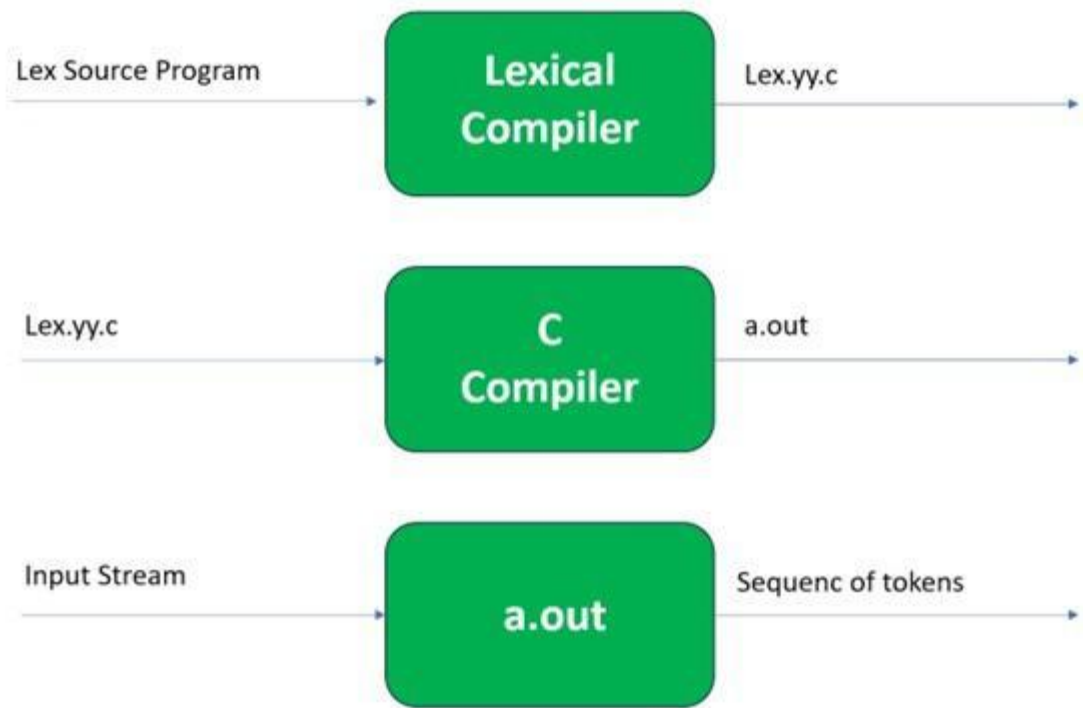 Lex Source Program
Lexical
Compiler
Lex.yy.c
Lex.yy.c
C
Compiler
a.out
Input Stream
a.out
Sequenc of tokens